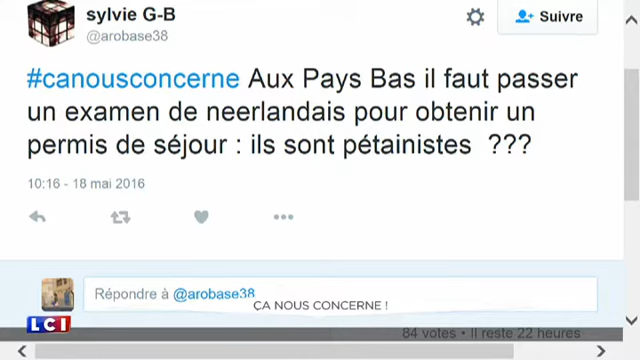 sylvie G-B
@arobase38
Suivre
#canousconcerne Aux Pays Bas il faut passer
un examen de neerlandais pour obtenir un
permis de séjour : ils sont pétainistes ???
10:16 - 18 mai 2016
Répondre à @arobase38
ÇA NOUS CONCERNE !
LCI
84 votes • Il reste 22 heures